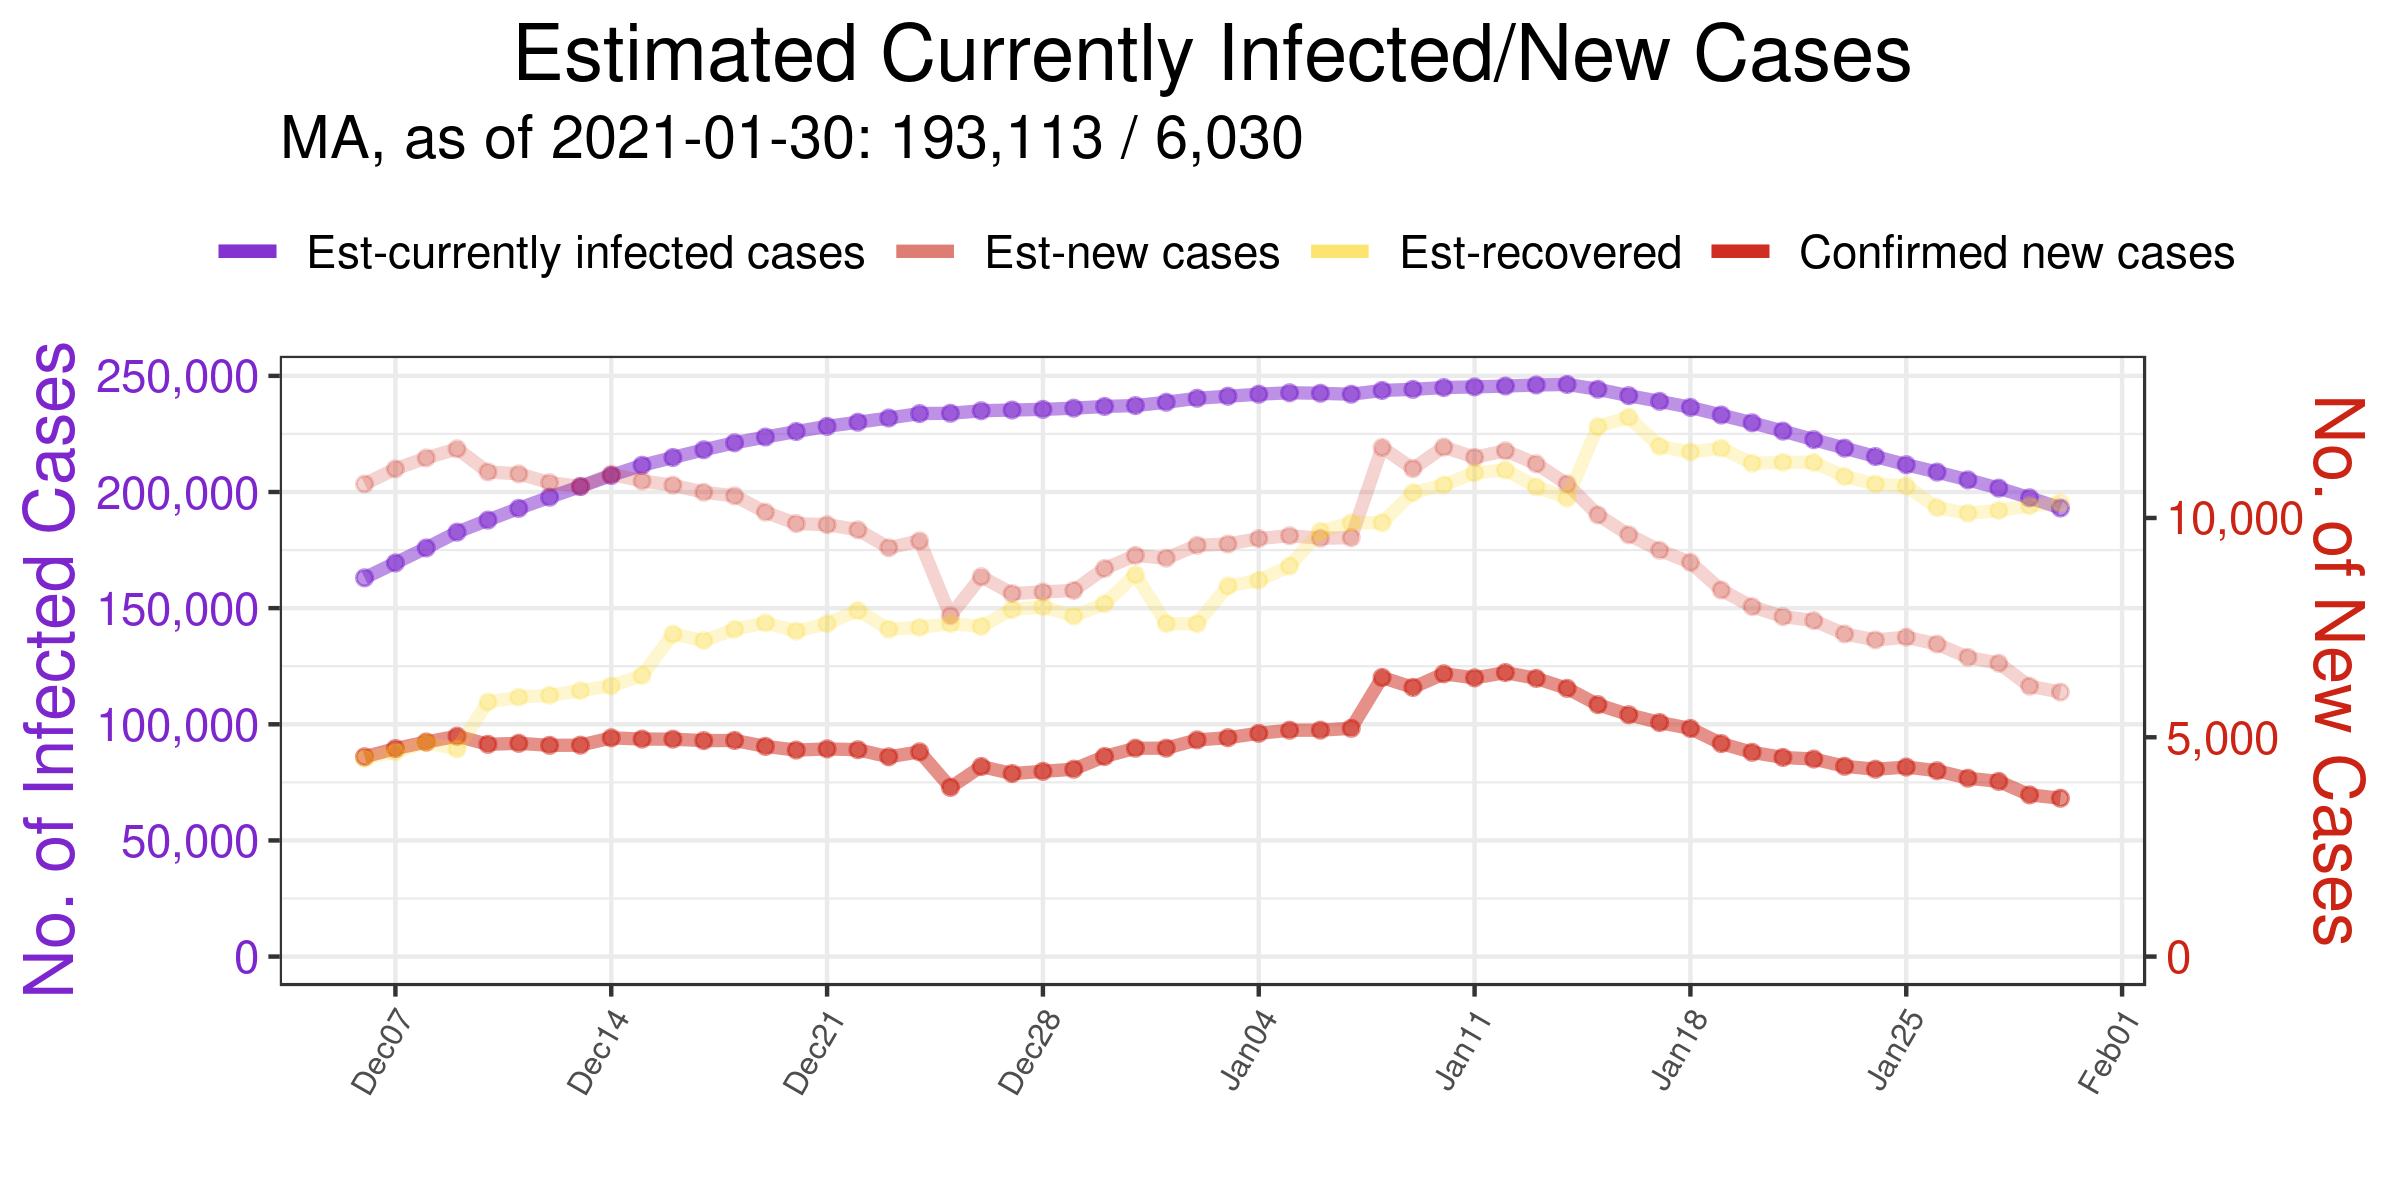 Estimated Currently Infected/New Cases
MA, as of 2021-01-30: 193,113 / 6,030
Est-currently infected cases Est-new cases Est-recovered Confirmed new cases
No. of Infected Cases
250,000
200,000
150,000
100,000
50,000
0
10,000
5,000
0
No. of New Cases
Dec07 Dec14 Dec21 Dec28 Jan04 Jan11 Jan18 Jan25 Feb01